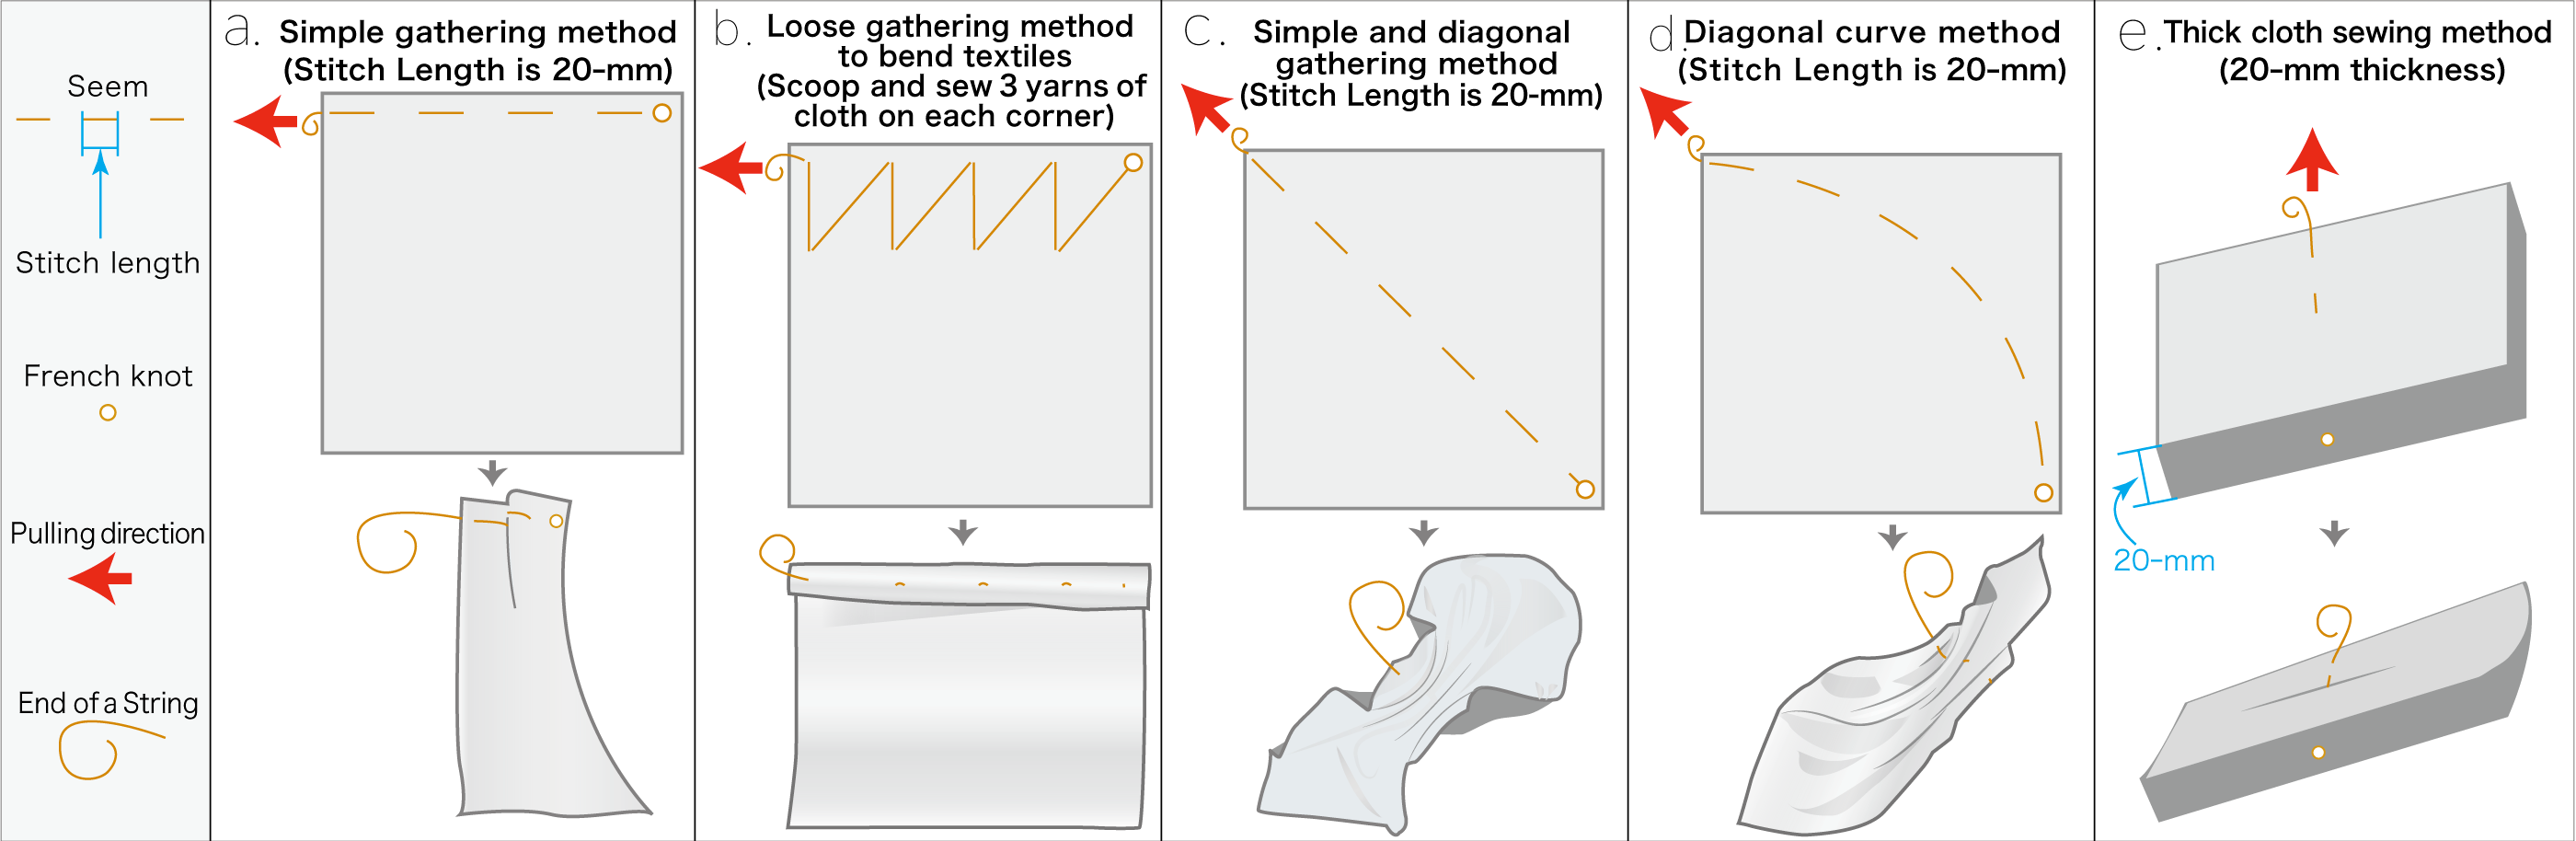 Seem
Stitch length
French knot
Pulling direction
End of a String
a. Simple gathering method
(Stitch Length is 20-mm)
b. Loose gathering method
to bend textiles
(Scoop and sew 3 yarns of
cloth on each corner)
c. Simple and diagonal
gathering method
(Stitch Length is 20-mm)
d. Diagonal curve method
(Stitch Length is 20-mm)
e. Thick cloth sewing method
(20-mm thickness)
20-mm